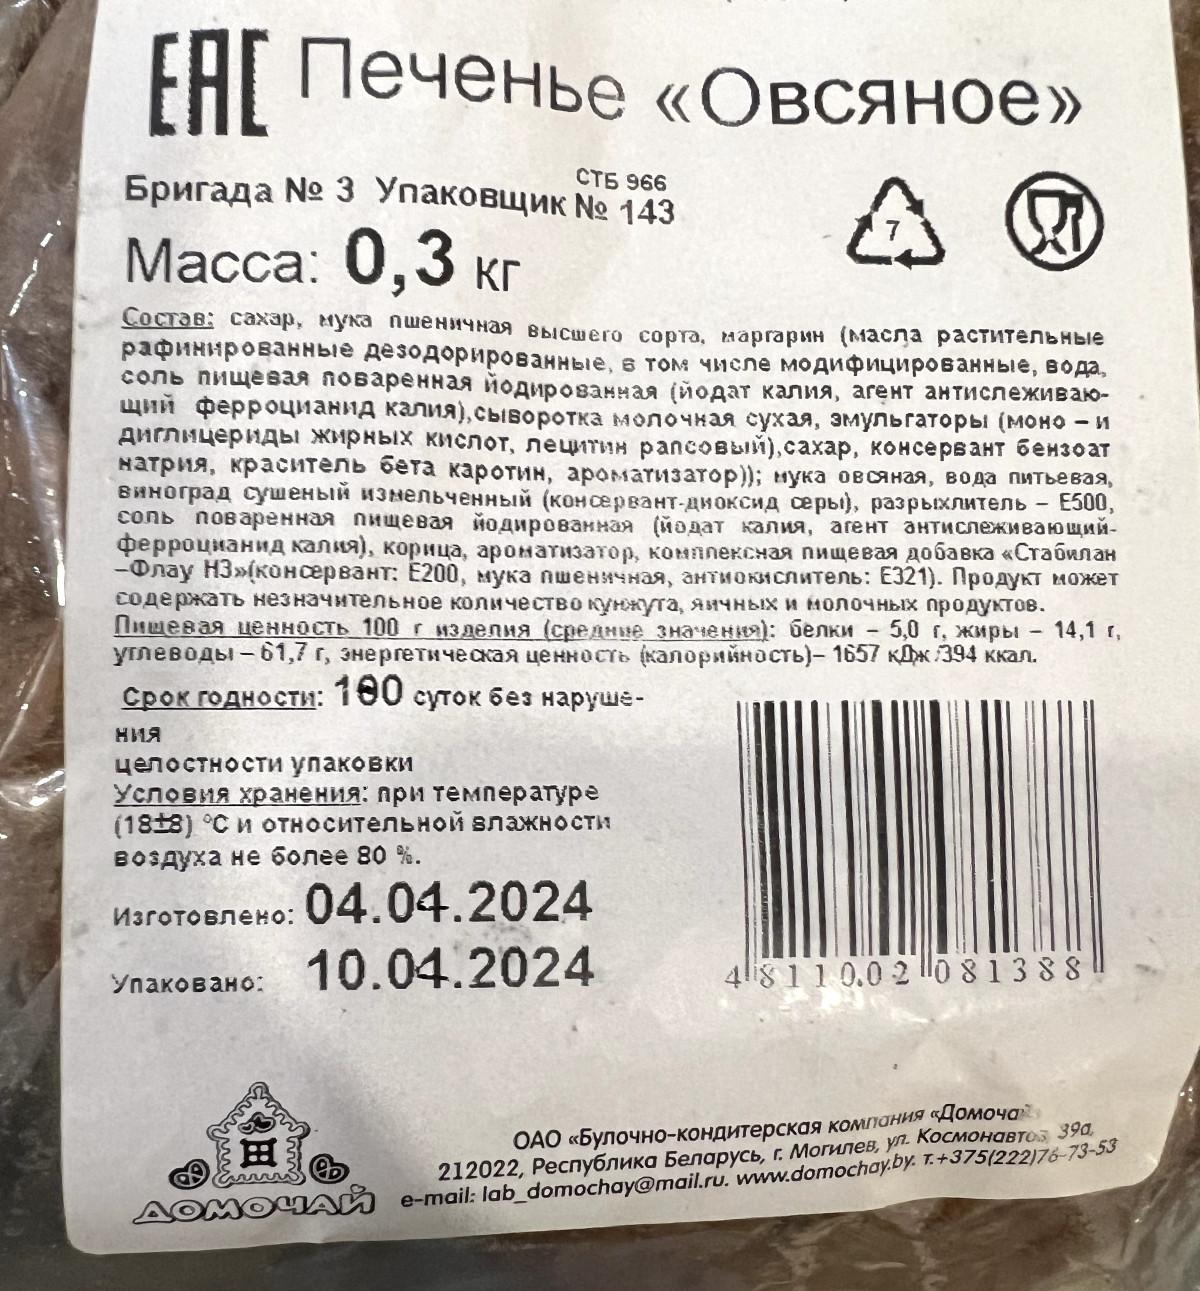 ЕАС Печенье «Овсяное»
СТБ 966
Бригада № 3 Упаковщик № 143
7
Масса: 0,3 кг
Состав: сахар, мука пшеничная высшего сорта, маргарин (масла растительные
рафинированные дезодорированные, в том числе модифицированные, вода,
соль пищевая поваренная йодированная (йодат калия, агент антислеживаю-
щий ферроцианид калия),сыворотка молочная сухая, эмульгаторы (моно – и
диглицериды жирных кислот, лецитин рапсовый),сахар, консервант бензоат
натрия, краситель бета каротин, ароматизатор)); мука овсяная, вода питьевая,
виноград сушеный измельченный (консервант-диоксид серы), разрыхлитель – Е500,
соль поваренная пищевая йодированная (йодат калия, агент антислеживающий-
ферроцианид калия), корица, ароматизатор, комплексная пищевая добавка «Стабилан
–Флау НЗ»(консервант: Е200, мука пшеничная, антиокислитель: Е321). Продукт может
содержать незначительное количество кунжута, яичных и молочных продуктов.
Пищевая ценность 100 г изделия (средние значения): белки – 5,0 г, жиры – 14,1 г,
углеводы – 61,7 г, энергетическая ценность (калорийность)– 1657 кДж /394 ккал.
Срок годности: 100 суток без наруше-
ния
целостности упаковки
Условия хранения: при температуре
(18±8) °С и относительной влажности
воздуха не более 80 %.
Изготовлено: 04.04.2024
Упаковано: 10.04.2024
4 811002 081388
ДОМОЧАЙ
ОАО «Булочно-кондитерская компания «Домочай
212022, Республика Беларусь, г. Могилев, ул. Космонавтов 39а,
e-mail: lab_domochay@mail.ru. www.domochay.by. т.+375(222)76-73-53